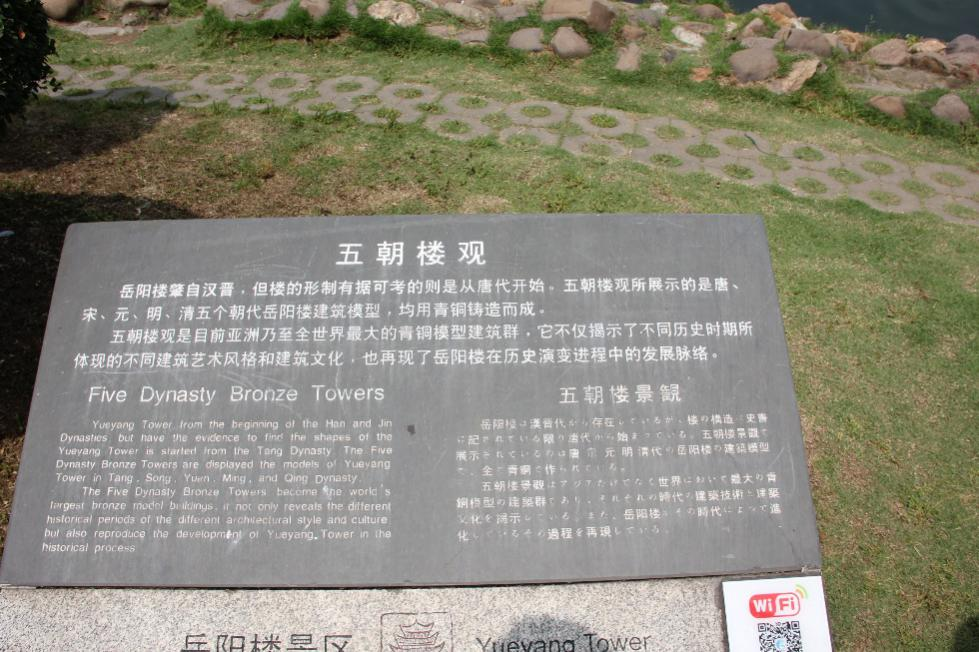 五朝楼观
岳阳楼肇自汉晋，但楼的形制有据可考的则是从唐代开始。五朝楼观所展示的是唐、
宋、元、明、清五个朝代岳阳楼建筑模型，均用青铜铸造而成。
五朝楼观是目前亚洲乃至全世界最大的青铜模型建筑群，它不仅揭示了不同历史时期所
体现的不同建筑艺术风格和建筑文化，也再现了岳阳楼在历史演变进程中的发展脉络。
Five Dynasty Bronze Towers
Yueyang Tower from the beginning of the Han and Jin
Dynasties, but have the evidence to find the shapes of the
Yueyang Tower is started from the Tang Dynasty. The Five
Dynasty Bronze Towers are displayed the models of Yueyang
Tower in Tang, Song, Yuan, Ming, and Qing Dynasty.
The Five Dynasty Bronze Towers become the world's
largest bronze model buildings, it not only reveals the different
historical periods of the different architectural style and culture,
but also reproduce the development of Yueyang Tower in the
historical process.
五朝楼景観
岳陽楼は漢晋代から存在しているが、楼の構造は史書
に記されている限り唐代から始まっている。五朝楼景観で
展示されているのは唐 宗 元 明 清代の岳陽楼の建築模型
で、全て青銅で作られている。
五朝楼景観はアジアだけでなく世界において最大の青
銅模型の建築群であり、それぞれの時代の建築技術と建築
文化を掲示している。また、岳陽楼はその時代によって進
化しているその過程を再現している。
岳阳楼景区
Yueyang Tower
WiFi